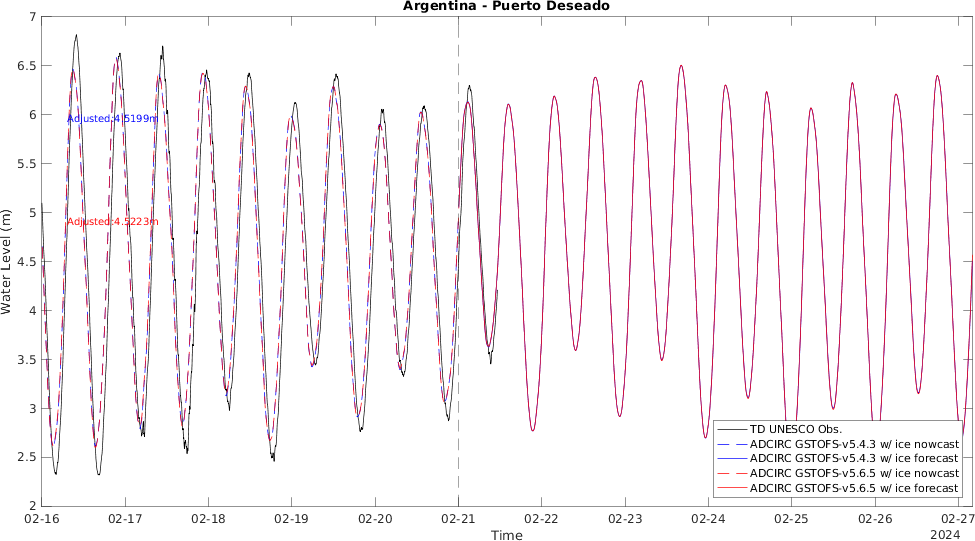 Argentina - Puerto Deseado
7
6.5
6
5.5
5
4.5
4
3.5
3
2.5
2
Water Level (m)
Adjusted:4.5199m
Adjusted:4.5223m
TD UNESCO Obs.
ADCIRC GSTOFS-v5.4.3 w/ ice nowcast
ADCIRC GSTOFS-v5.4.3 w/ ice forecast
ADCIRC GSTOFS-v5.6.5 w/ ice nowcast
ADCIRC GSTOFS-v5.6.5 w/ ice forecast
02-16 02-17 02-18 02-19 02-20 02-21 02-22 02-23 02-24 02-25 02-26 02-27
Time
2024